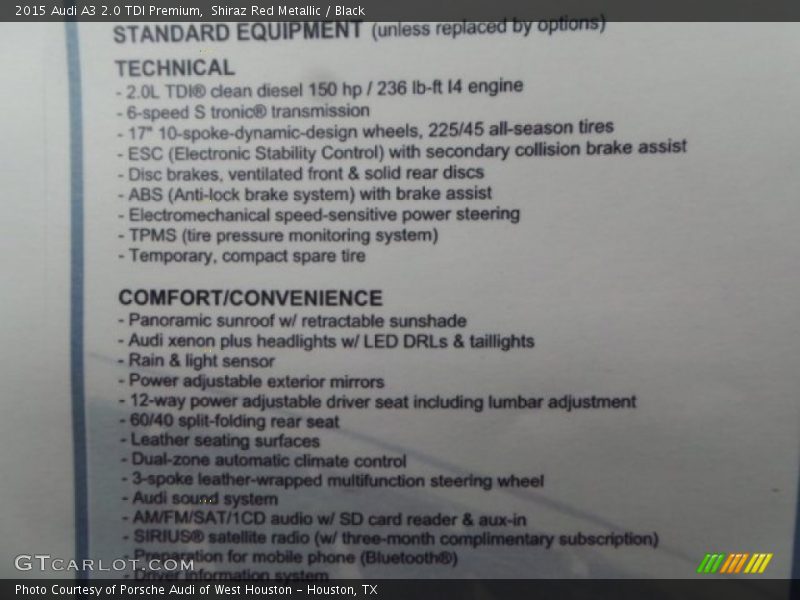 2015 Audi A3 2.0 TDI Premium, Shiraz Red Metallic / Black
STANDARD EQUIPMENT (unless replaced by options)
TECHNICAL
- 2.0L TDI® clean diesel 150 hp / 236 lb-ft I4 engine
- 6-speed S tronic® transmission
- 17" 10-spoke-dynamic-design wheels, 225/45 all-season tires
- ESC (Electronic Stability Control) with secondary collision brake assist
- Disc brakes, ventilated front & solid rear discs
- ABS (Anti-lock brake system) with brake assist
- Electromechanical speed-sensitive power steering
- TPMS (tire pressure monitoring system)
- Temporary, compact spare tire
COMFORT/CONVENIENCE
- Panoramic sunroof w/ retractable sunshade
- Audi xenon plus headlights w/ LED DRLs & taillights
- Rain & light sensor
- Power adjustable exterior mirrors
- 12-way power adjustable driver seat including lumbar adjustment
- 60/40 split-folding rear seat
- Leather seating surfaces
- Dual-zone automatic climate control
- 3-spoke leather-wrapped multifunction steering wheel
- Audi sound system
- AM/FM/SAT/1CD audio w/ SD card reader & aux-in
- SIRIUS® satellite radio (w/ three-month complimentary subscription)
- Preparation for mobile phone (Bluetooth®)
- Driver information system
GTCARLOT.COM
Photo Courtesy of Porsche Audi of West Houston - Houston, TX